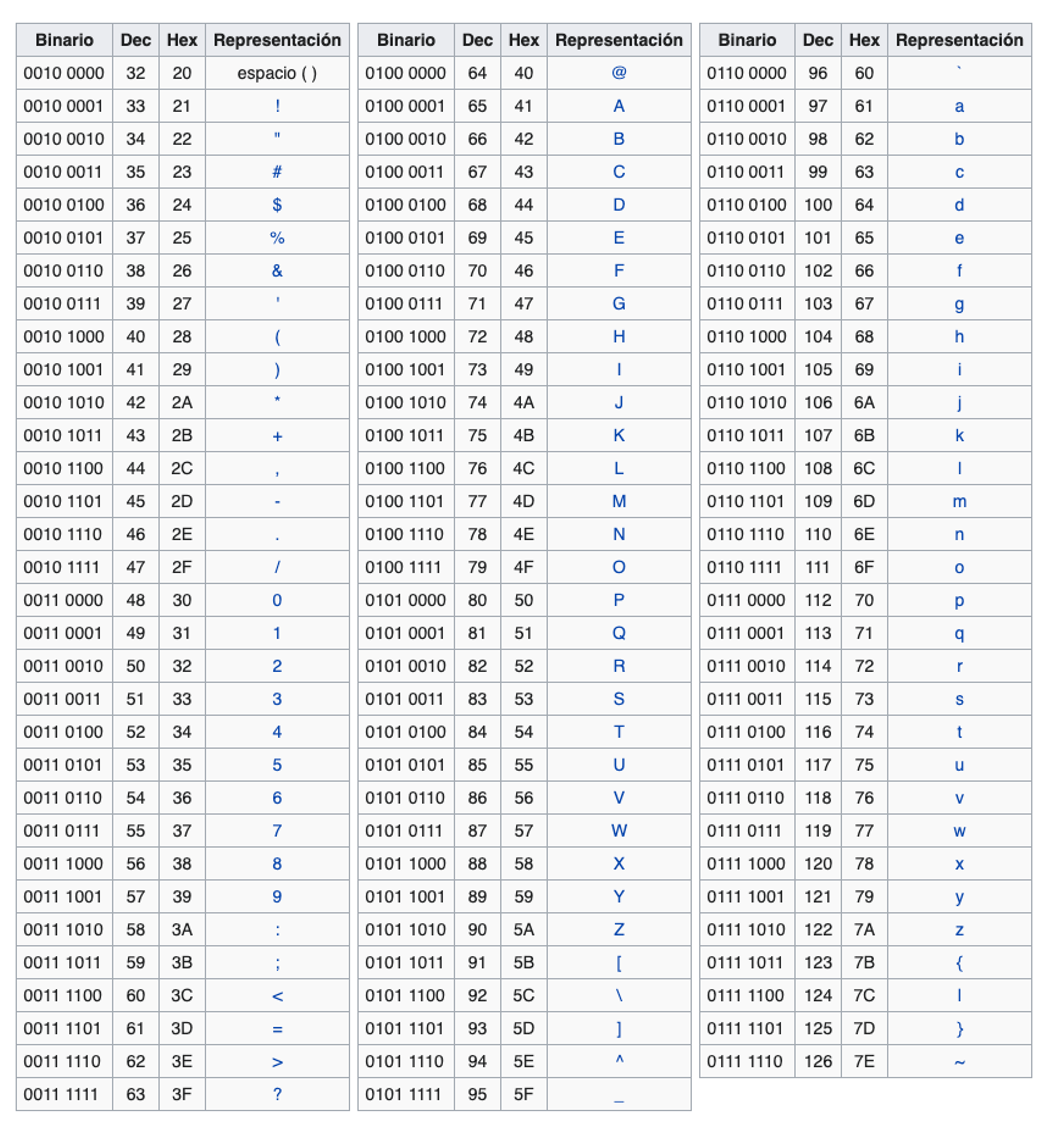 Binario Dec Hex Representación Binario Dec Hex Representación Binario Dec Hex Representación
0010 0000 32 20 espacio ( ) 0100 0000 64 40 @ 0110 0000 96 60 `
0010 0001 33 21 ! 0100 0001 65 41 A 0110 0001 97 61 a
0010 0010 34 22 " 0100 0010 66 42 B 0110 0010 98 62 b
0010 0011 35 23 # 0100 0011 67 43 C 0110 0011 99 63 c
0010 0100 36 24 $ 0100 0100 68 44 D 0110 0100 100 64 d
0010 0101 37 25 % 0100 0101 69 45 E 0110 0101 101 65 e
0010 0110 38 26 & 0100 0110 70 46 F 0110 0110 102 66 f
0010 0111 39 27 ' 0100 0111 71 47 G 0110 0111 103 67 g
0010 1000 40 28 ( 0100 1000 72 48 H 0110 1000 104 68 h
0010 1001 41 29 ) 0100 1001 73 49 I 0110 1001 105 69 i
0010 1010 42 2A * 0100 1010 74 4A J 0110 1010 106 6A j
0010 1011 43 2B + 0100 1011 75 4B K 0110 1011 107 6B k
0010 1100 44 2C , 0100 1100 76 4C L 0110 1100 108 6C l
0010 1101 45 2D - 0100 1101 77 4D M 0110 1101 109 6D m
0010 1110 46 2E . 0100 1110 78 4E N 0110 1110 110 6E n
0010 1111 47 2F / 0100 1111 79 4F O 0110 1111 111 6F o
0011 0000 48 30 0 0101 0000 80 50 P 0111 0000 112 70 p
0011 0001 49 31 1 0101 0001 81 51 Q 0111 0001 113 71 q
0011 0010 50 32 2 0101 0010 82 52 R 0111 0010 114 72 r
0011 0011 51 33 3 0101 0011 83 53 S 0111 0011 115 73 s
0011 0100 52 34 4 0101 0100 84 54 T 0111 0100 116 74 t
0011 0101 53 35 5 0101 0101 85 55 U 0111 0101 117 75 u
0011 0110 54 36 6 0101 0110 86 56 V 0111 0110 118 76 v
0011 0111 55 37 7 0101 0111 87 57 W 0111 0111 119 77 w
0011 1000 56 38 8 0101 1000 88 58 X 0111 1000 120 78 x
0011 1001 57 39 9 0101 1001 89 59 Y 0111 1001 121 79 y
0011 1010 58 3A : 0101 1010 90 5A Z 0111 1010 122 7A z
0011 1011 59 3B ; 0101 1011 91 5B [ 0111 1011 123 7B {
0011 1100 60 3C < 0101 1100 92 5C \ 0111 1100 124 7C |
0011 1101 61 3D = 0101 1101 93 5D ] 0111 1101 125 7D }
0011 1110 62 3E > 0101 1110 94 5E ^ 0111 1110 126 7E ~
0011 1111 63 3F ? 0101 1111 95 5F _